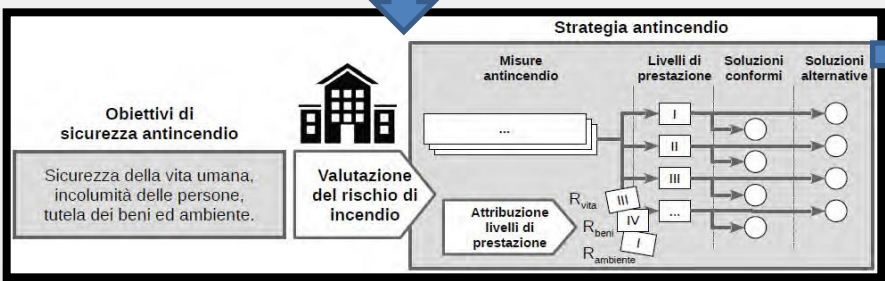 Strategia antincendio
Obiettivi di
sicurezza antincendio
Sicurezza della vita umana,
incolumità delle persone,
tutela dei beni ed ambiente.
Valutazione
del rischio di
incendio
Misure
antincendio
...
Attribuzione
livelli di
prestazione
Rvita
Rbeni
Rambiente
III
IV
I
Livelli di
prestazione
I
II
III
...
Soluzioni
conformi
Soluzioni
alternative